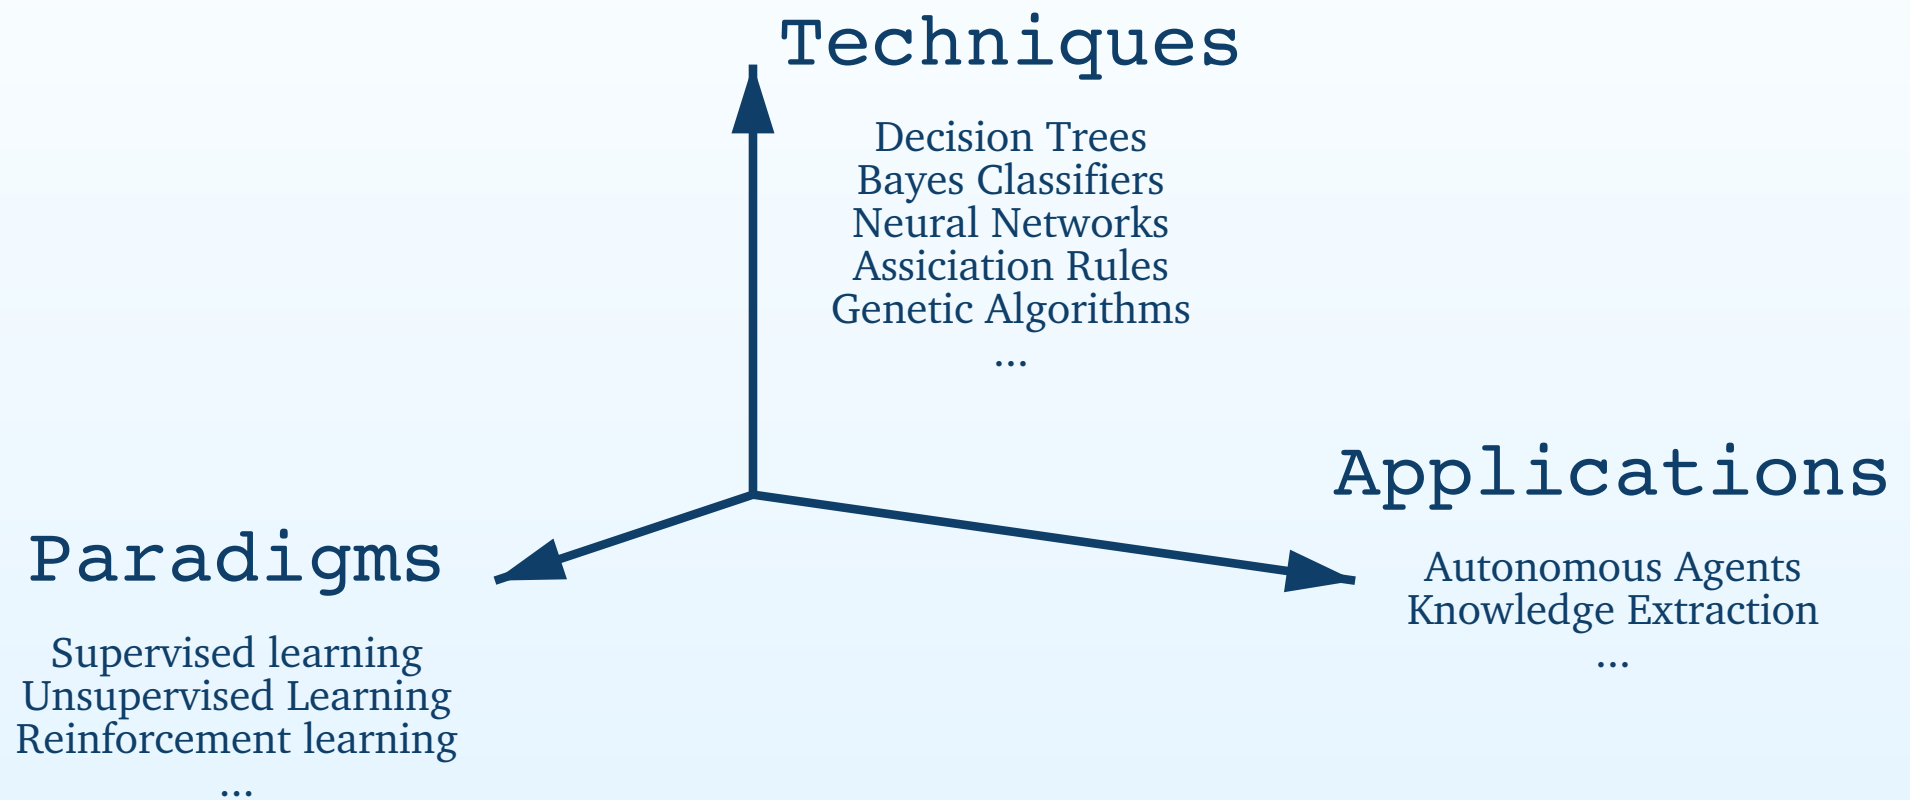 Techniques
Decision Trees
Bayes Classifiers
Neural Networks
Assiciation Rules
Genetic Algorithms
...
Applications
Autonomous Agents
Knowledge Extraction
...
Paradigms
Supervised learning
Unsupervised Learning
Reinforcement learning
...